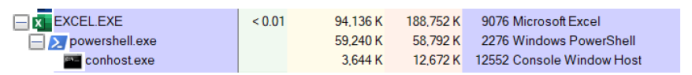 EXCEL.EXE < 0.01 94,136 K 188,752 K 9076 Microsoft Excel
powershell.exe 59,240 K 58,792 K 2276 Windows PowerShell
conhost.exe 3,644 K 12,672 K 12552 Console Window Host